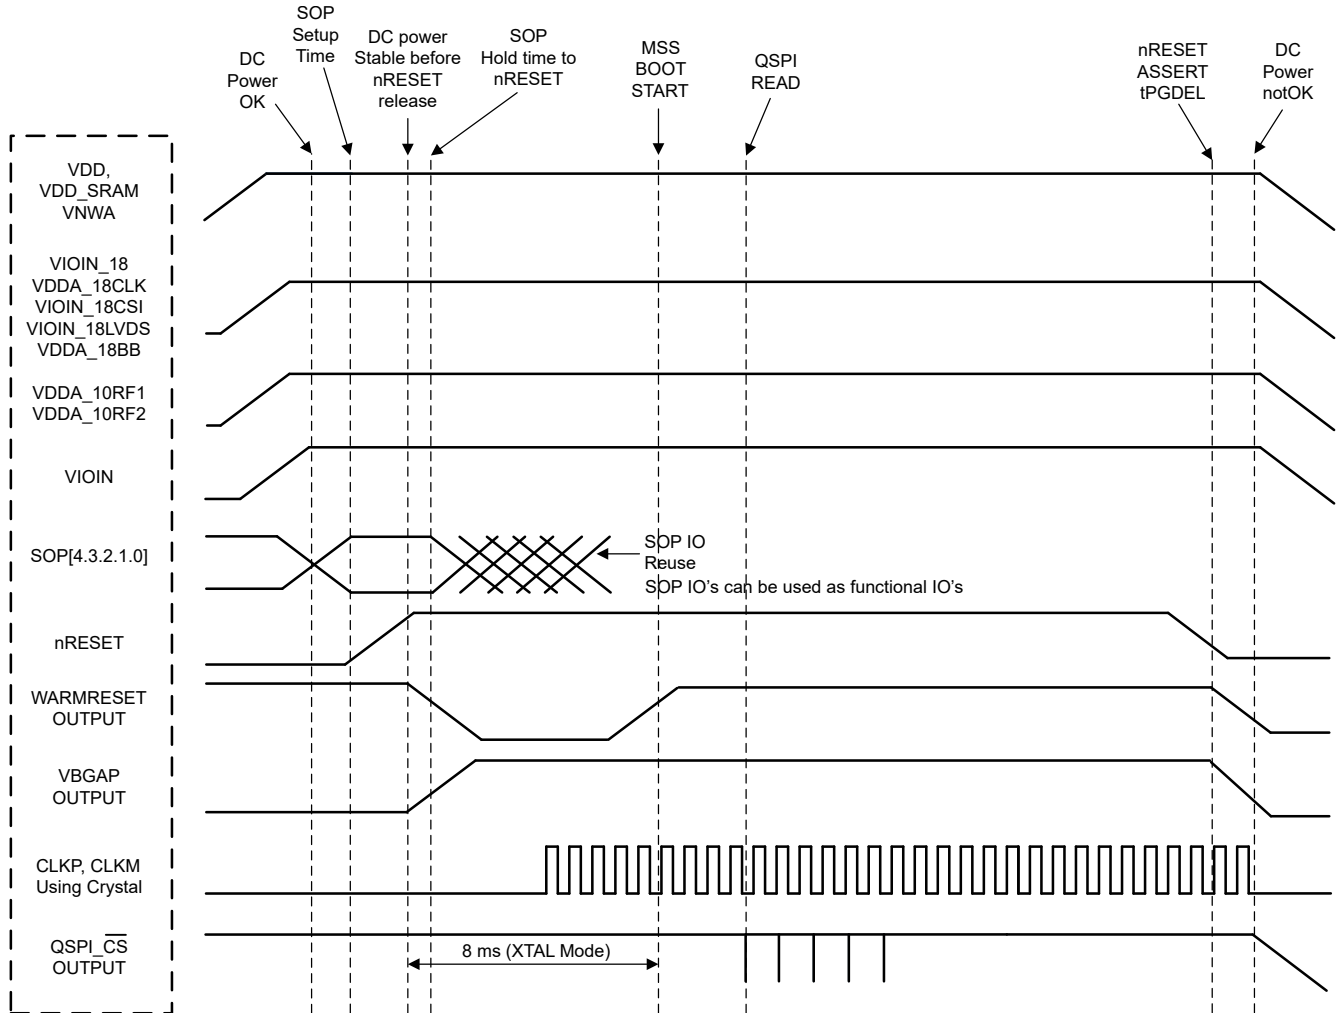 DC
Power
OK
SOP
Setup
Time
DC power
Stable before
nRESET
release
SOP
Hold time to
nRESET
MSS
BOOT
START
QSPI
READ
nRESET
ASSERT
tPGDEL
DC
Power
notOK
VDD,
VDD_SRAM
VNWA
VIOIN_18
VDDA_18CLK
VIOIN_18CSI
VIOIN_18LVDS
VDDA_18BB
VDDA_10RF1
VDDA_10RF2
VIOIN
SOP[4.3.2.1.0]
SOP IO
Reuse
SOP IO's can be used as functional IO's
nRESET
WARMRESET
OUTPUT
VBGAP
OUTPUT
CLKP, CLKM
Using Crystal
QSPI_C̅S̅
OUTPUT
8 ms (XTAL Mode)